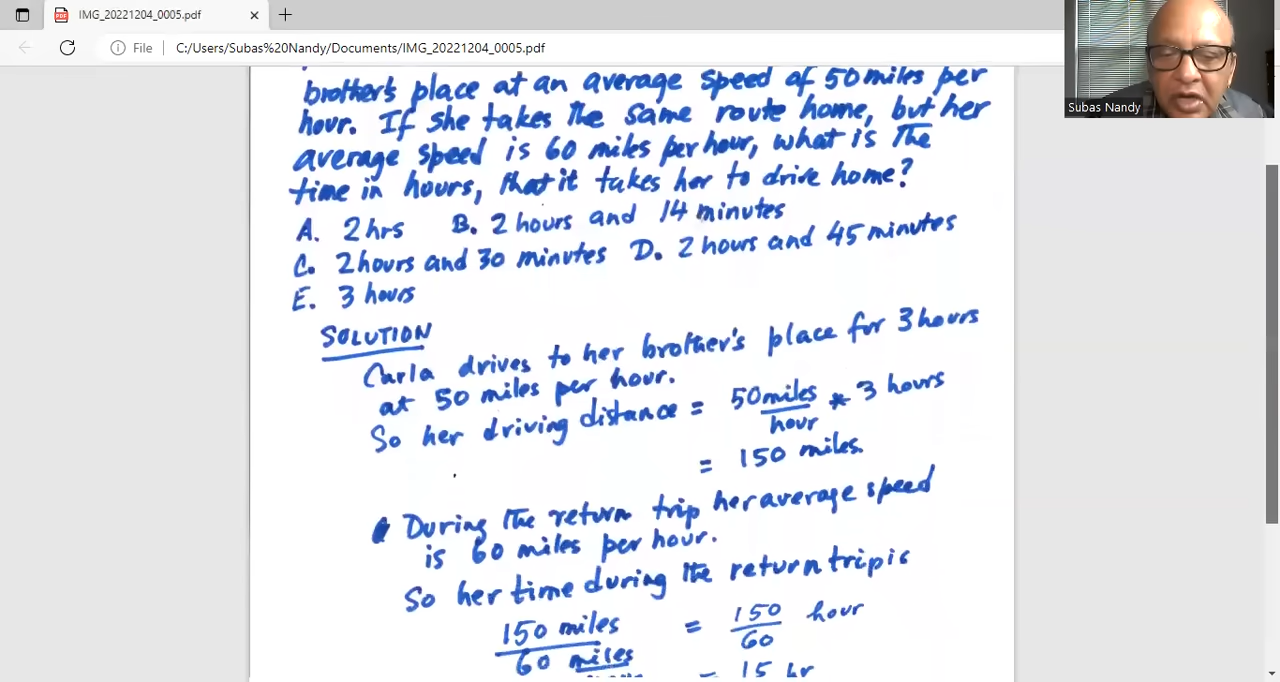 IMG_20221204_0005.pdf
File
C:/Users/Subas%20Nandy/Documents/IMG_20221204_0005.pdf
Subas Nandy
brother's place at an average speed of 50 miles per
hour. If she takes the same route home, but her
average speed is 60 miles per hour, what is the
time in hours, that it takes her to drive home?
A. 2 hrs B. 2 hours and 14 minutes
C. 2 hours and 30 minutes D. 2 hours and 45 minutes
E. 3 hours
SOLUTION
Carla drives to her brother's place for 3 hours
at 50 miles per hour.
So her driving distance = 50 miles/hour * 3 hours
= 150 miles.
During the return trip her average speed
is 60 miles per hour.
So her time during the return trip is
150 miles/60 miles = 150/60 hour
= 15 hr